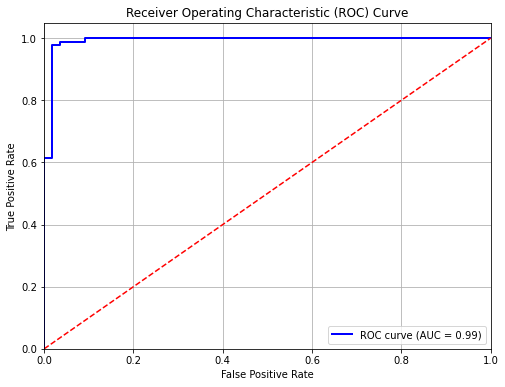 Receiver Operating Characteristic (ROC) Curve
1.0
0.8
0.6
0.4
0.2
0.0
True Positive Rate
0.0 0.2 0.4 0.6 0.8 1.0
False Positive Rate
ROC curve (AUC = 0.99)